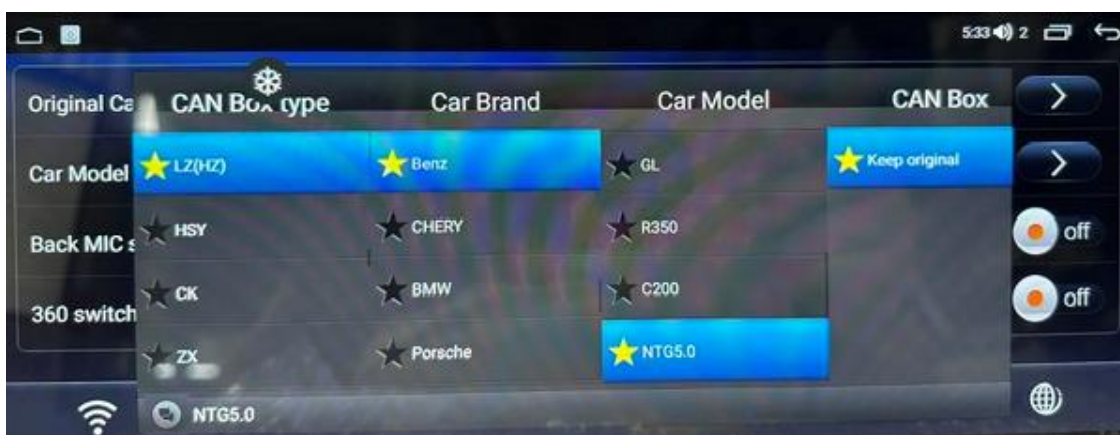 5:33 2
Original Ca CAN Box type Car Brand Car Model CAN Box
Car Model LZ(HZ) Benz GL Keep original
Back MIC s HSY CHERY R350 off
360 switch CK BMW C200 off
ZX Porsche NTG5.0
NTG5.0